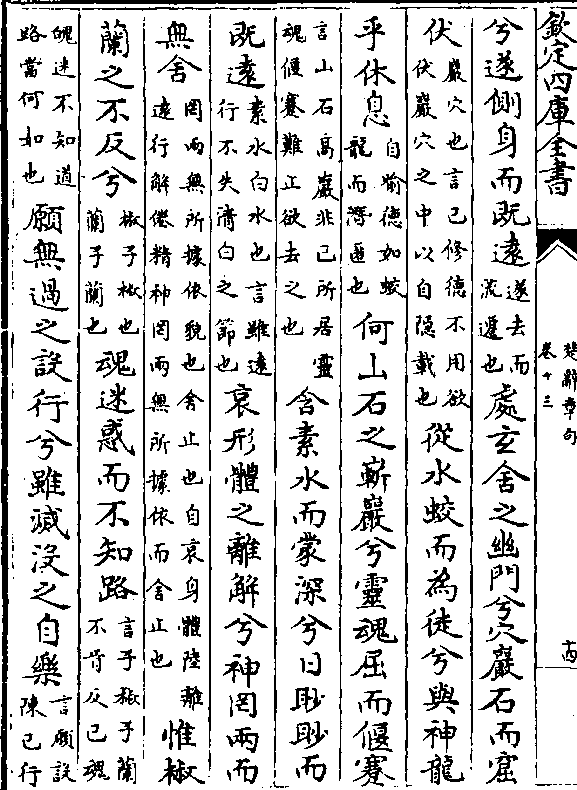 欽定四庫全書 楚辭章句 卷十三 十四
兮遂側身而既遠遂去而流遯也處玄舍之幽門兮穴巖石而窟
伏巖穴也言己修德不用欲伏巖穴之中以自隠載也從水蛟而為徒兮與神龍
乎休息自喻德如蛟龍而潛匿也何山石之嶄巖兮靈魂屈而偃蹇
言山石高巖非己所居靈魂偃蹇難止欲去之也含素水而蒙深兮日眇眇而
既遠素水白水也言雖遠行不失清白之節也哀形體之離解兮神罔兩而
無舍罔兩無所據依貌也舍止也自哀身體陸離遠行解倦精神罔兩無所據依而舍止也惟椒
蘭之不反兮椒子椒也蘭子蘭也魂迷惑而不知路言子椒子蘭不肯反己魂
魄迷不知道路當何如也願無過之設行兮雖滅没之自樂言願設陳己行